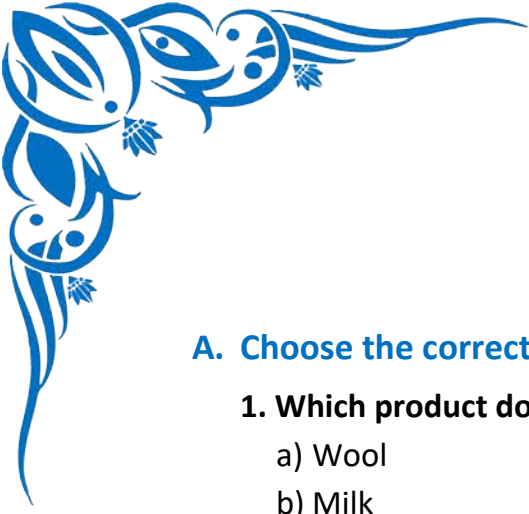 A. Choose the correct
1. Which product do
a) Wool
b) Milk